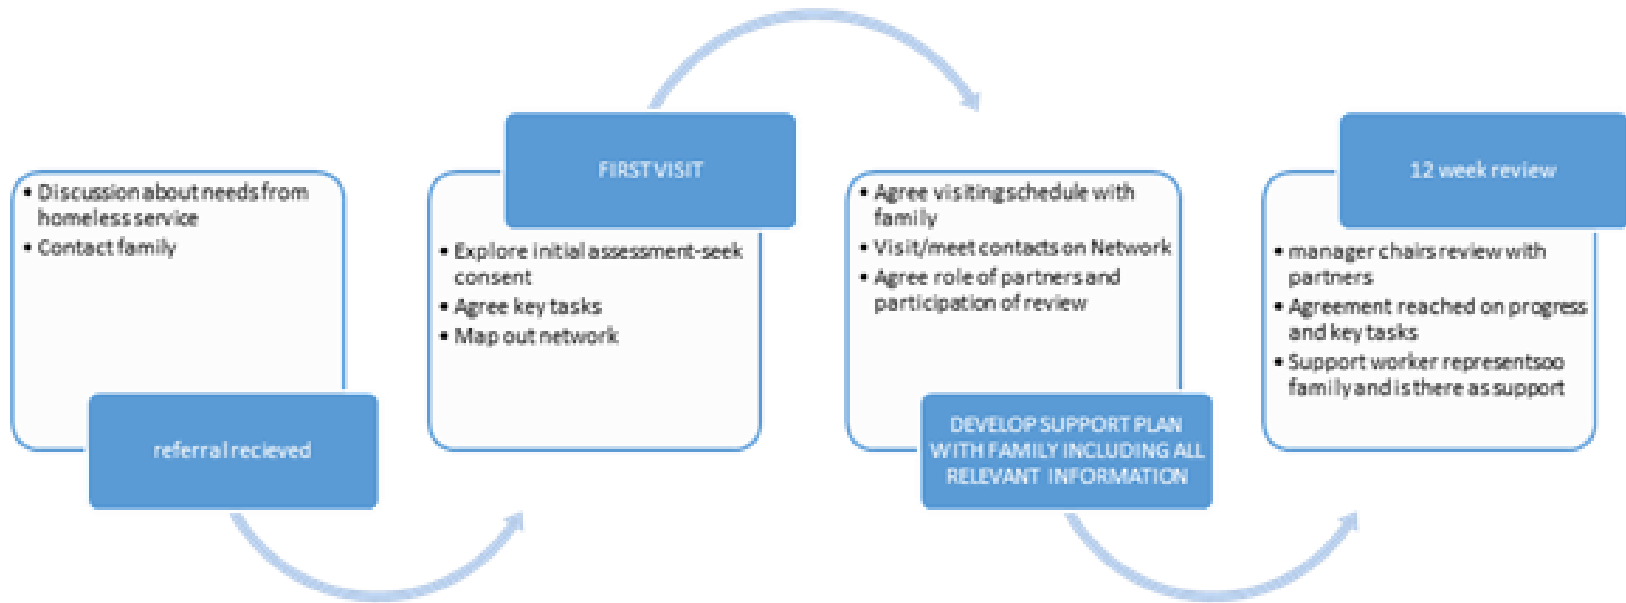 • Discussion about needs from
homeless service
• Contact family
referral recieved
FIRST VISIT
• Explore initial assessment-seek
consent
• Agree key tasks
• Map out network
• Agree visiting schedule with
family
• Visit/meet contacts on Network
• Agree role of partners and
participation of review
DEVELOP SUPPORT PLAN
WITH FAMILY INCLUDING ALL
RELEVANT INFORMATION
12 week review
• manager chairs review with
partners
• Agreement reached on progress
and key tasks
• Support worker representsoo
family and is there as support